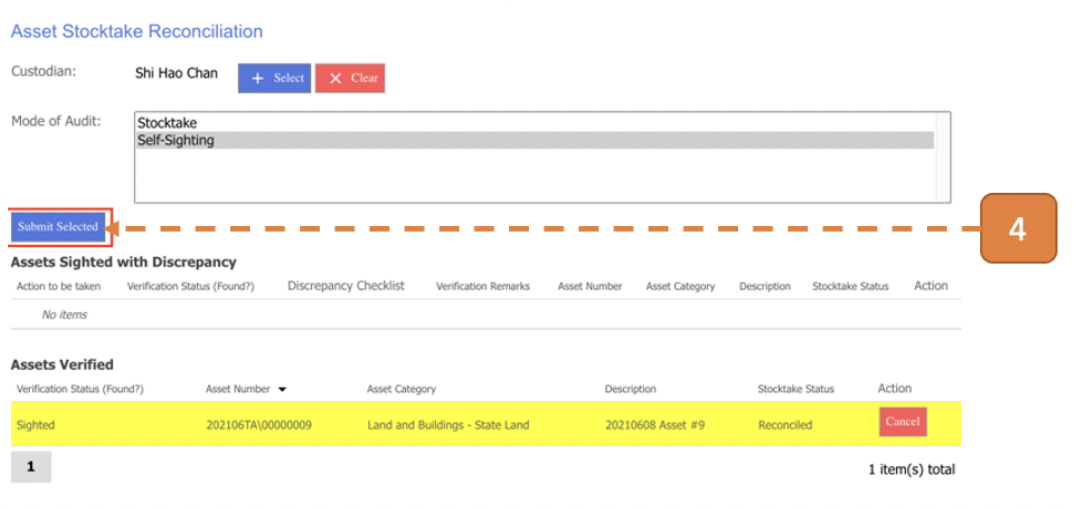 Asset Stocktake Reconciliation
Custodian: Shi Hao Chan + Select × Clear
Mode of Audit: Stocktake
Self-Sighting
Submit Selected 4
Assets Sighted with Discrepancy
Action to be taken Verification Status (Found?) Discrepancy Checklist Verification Remarks Asset Number Asset Category Description Stocktake Status Action
No items
Assets Verified
Verification Status (Found?) Asset Number Asset Category Description Stocktake Status Action
Sighted 202106TA\00000009 Land and Buildings - State Land 20210608 Asset #9 Reconciled Cancel
1 1 item(s) total